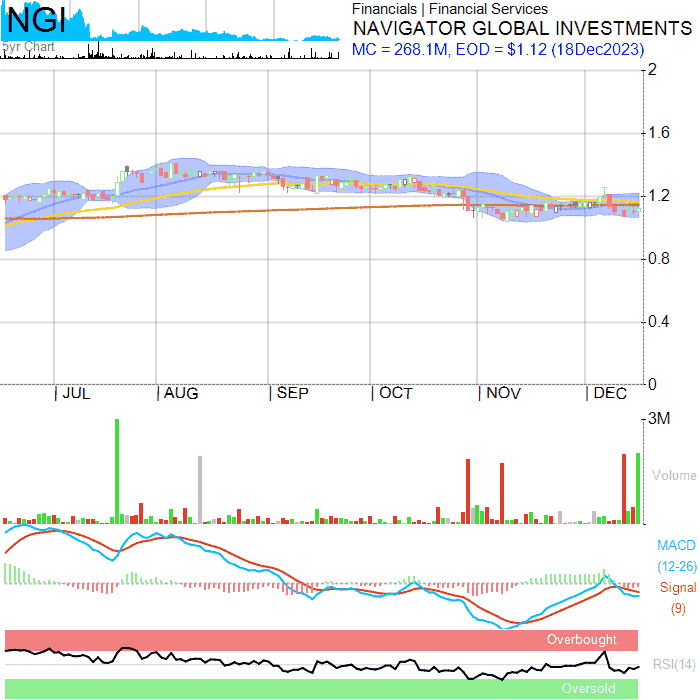 NGI
5yr Chart
Financials | Financial Services
NAVIGATOR GLOBAL INVESTMENTS
MC = 268.1M, EOD = $1.12 (18Dec2023)
2
1.6
1.2
0.8
0.4
0
JUL AUG SEP OCT NOV DEC
3M
Volume
MACD
(12-26)
Signal
(9)
Overbought
RSI(14)
Oversold